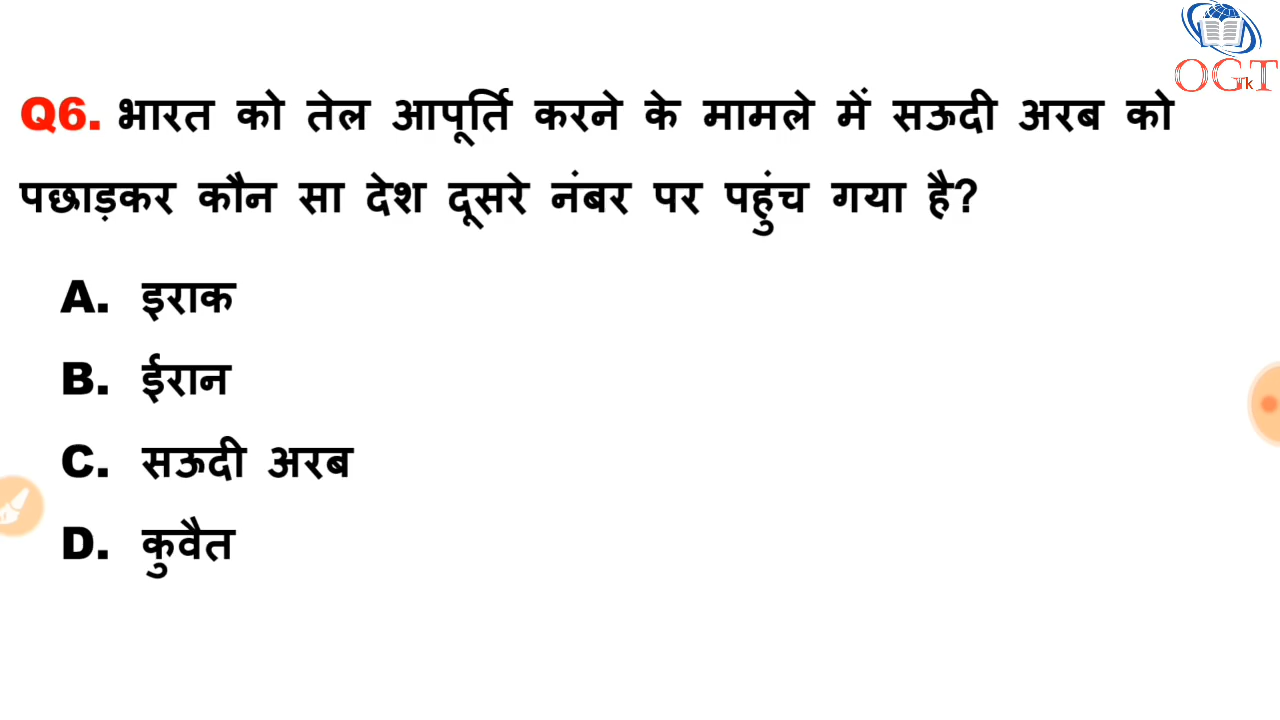 OGT
rk
Q6. भारत को तेल आपूर्ति करने के मामले में सऊदी अरब को
पछाड़कर कौन सा देश दूसरे नंबर पर पहुंच गया है?
A. इराक
B. ईरान
C. सऊदी अरब
D. कुवैत